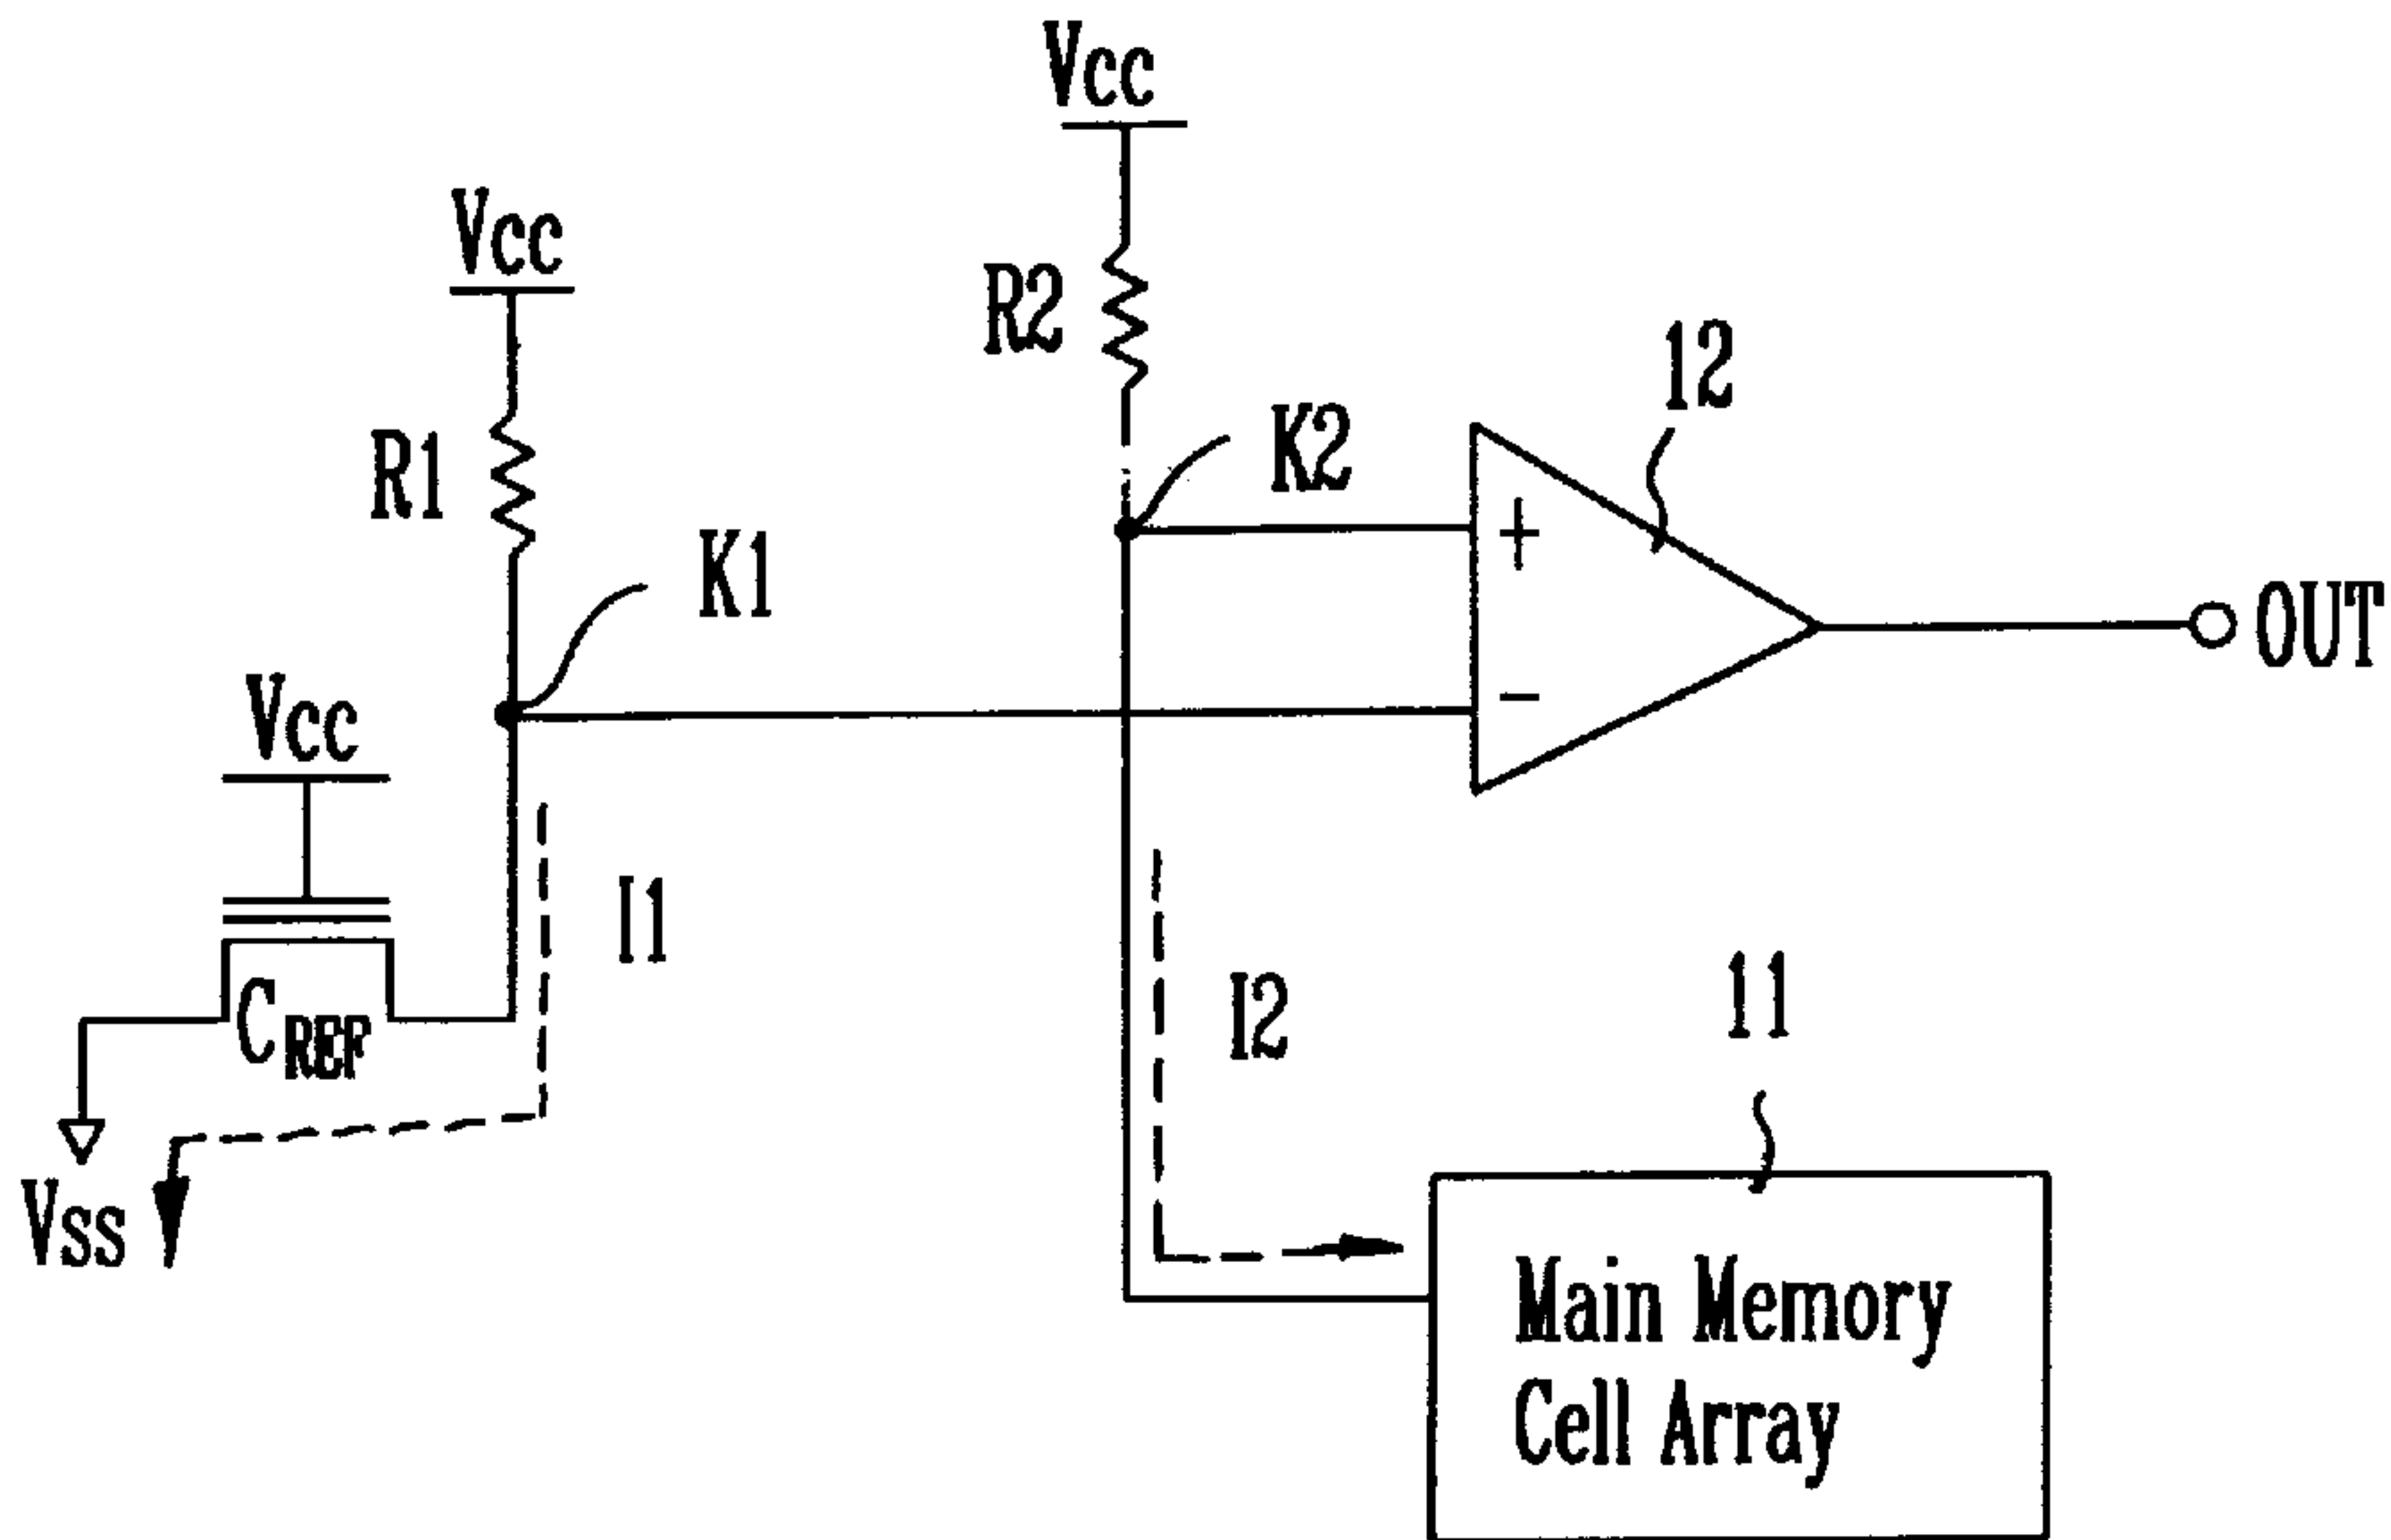 Vcc
Vcc
R2
12
R1
K2
K1
+
OUT
Vcc
-
I1
I2
11
CREF
Vss
Main Memory
Cell Array